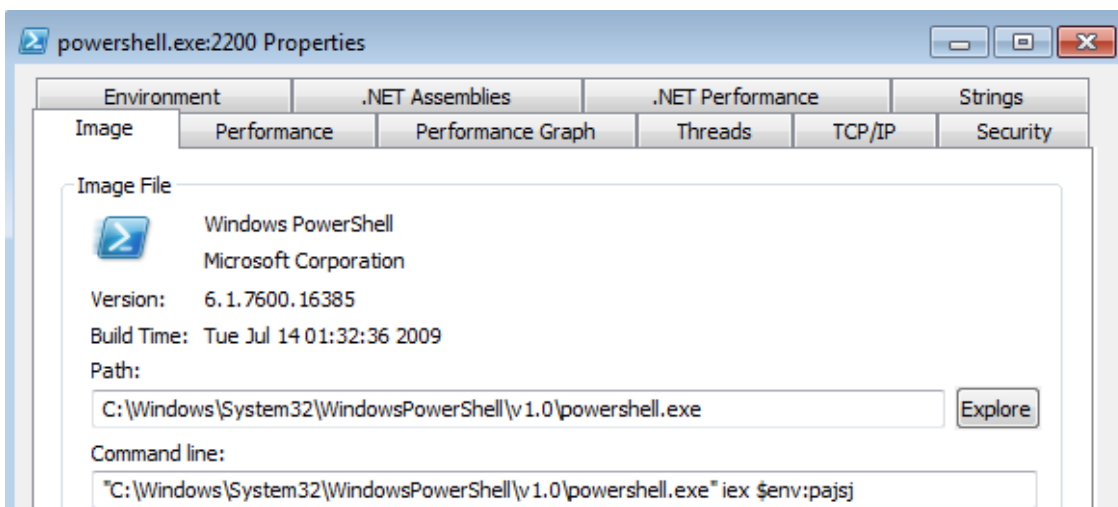 powershell.exe:2200 Properties
Environment .NET Assemblies .NET Performance Strings
Image Performance Performance Graph Threads TCP/IP Security
Image File
Windows PowerShell
Microsoft Corporation
Version: 6.1.7600.16385
Build Time: Tue Jul 14 01:32:36 2009
Path:
C:\Windows\System32\WindowsPowerShell\v1.0\powershell.exe Explore
Command line:
"C:\Windows\System32\WindowsPowerShell\v1.0\powershell.exe" iex $env:pajsj